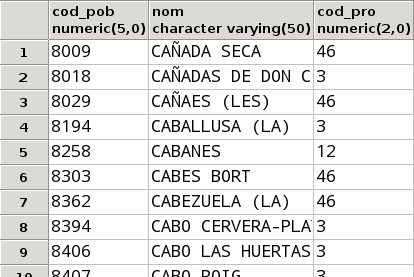 cod_pob nom cod_pro
numeric(5,0) character varying(50) numeric(2,0)
1 8009 CAÑADA SECA 46
2 8018 CAÑADAS DE DON C 3
3 8029 CAÑAES (LES) 46
4 8194 CABALLUSA (LA) 3
5 8258 CABANES 12
6 8303 CABES BORT 46
7 8362 CABEZUELA (LA) 46
8 8394 CABO CERVERA-PLA 3
9 8406 CABO LAS HUERTAS 3
10 8407 CABO ROIG 3